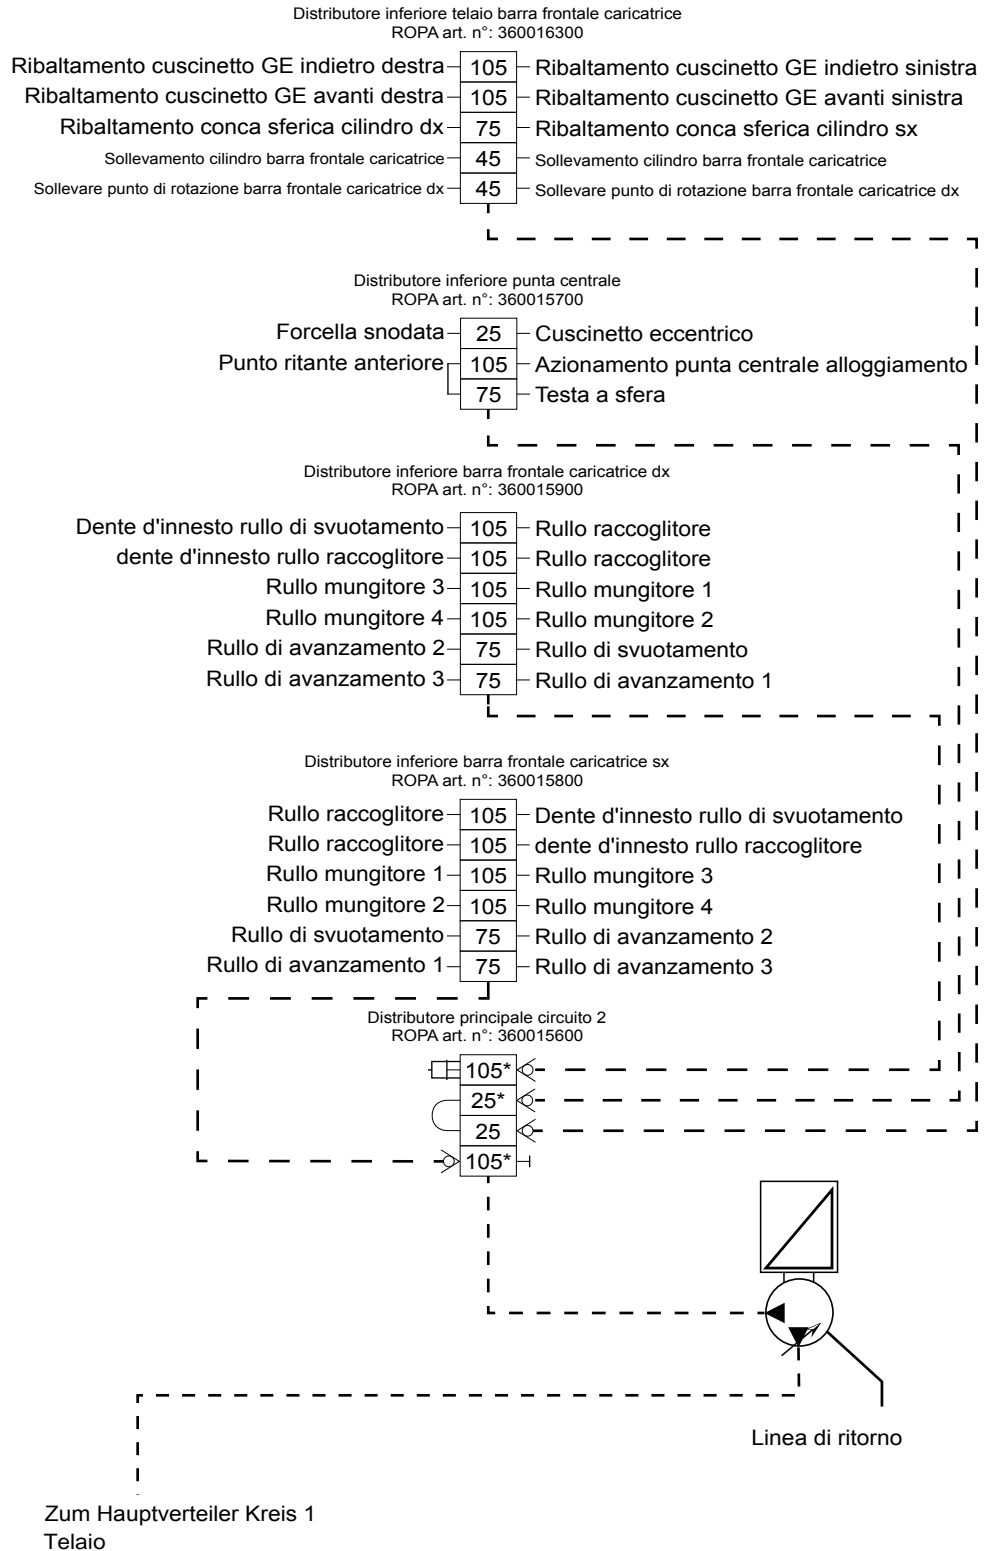 Distributore inferiore telaio barra frontale caricatrice
ROPA art. n°: 360016300
Ribaltamento cuscinetto GE indietro destra 105 Ribaltamento cuscinetto GE indietro sinistra
Ribaltamento cuscinetto GE avanti destra 105 Ribaltamento cuscinetto GE avanti sinistra
Ribaltamento conca sferica cilindro dx 75 Ribaltamento conca sferica cilindro sx
Sollevamento cilindro barra frontale caricatrice 45 Sollevamento cilindro barra frontale caricatrice
Sollevare punto di rotazione barra frontale caricatrice dx 45 Sollevare punto di rotazione barra frontale caricatrice dx
Distributore inferiore punta centrale
ROPA art. n°: 360015700
Forcella snodata 25 Cuscinetto eccentrico
Punto ritante anteriore 105 Azionamento punta centrale alloggiamento
75 Testa a sfera
Distributore inferiore barra frontale caricatrice dx
ROPA art. n°: 360015900
Dente d'innesto rullo di svuotamento 105 Rullo raccoglitore
dente d'innesto rullo raccoglitore 105 Rullo raccoglitore
Rullo mungitore 3 105 Rullo mungitore 1
Rullo mungitore 4 105 Rullo mungitore 2
Rullo di avanzamento 2 75 Rullo di svuotamento
Rullo di avanzamento 3 75 Rullo di avanzamento 1
Distributore inferiore barra frontale caricatrice sx
ROPA art. n°: 360015800
Rullo raccoglitore 105 Dente d'innesto rullo di svuotamento
Rullo raccoglitore 105 dente d'innesto rullo raccoglitore
Rullo mungitore 1 105 Rullo mungitore 3
Rullo mungitore 2 105 Rullo mungitore 4
Rullo di svuotamento 75 Rullo di avanzamento 2
Rullo di avanzamento 1 75 Rullo di avanzamento 3
Distributore principale circuito 2
ROPA art. n°: 360015600
105*
25*
25
105*
Linea di ritorno
Zum Hauptverteiler Kreis 1
Telaio